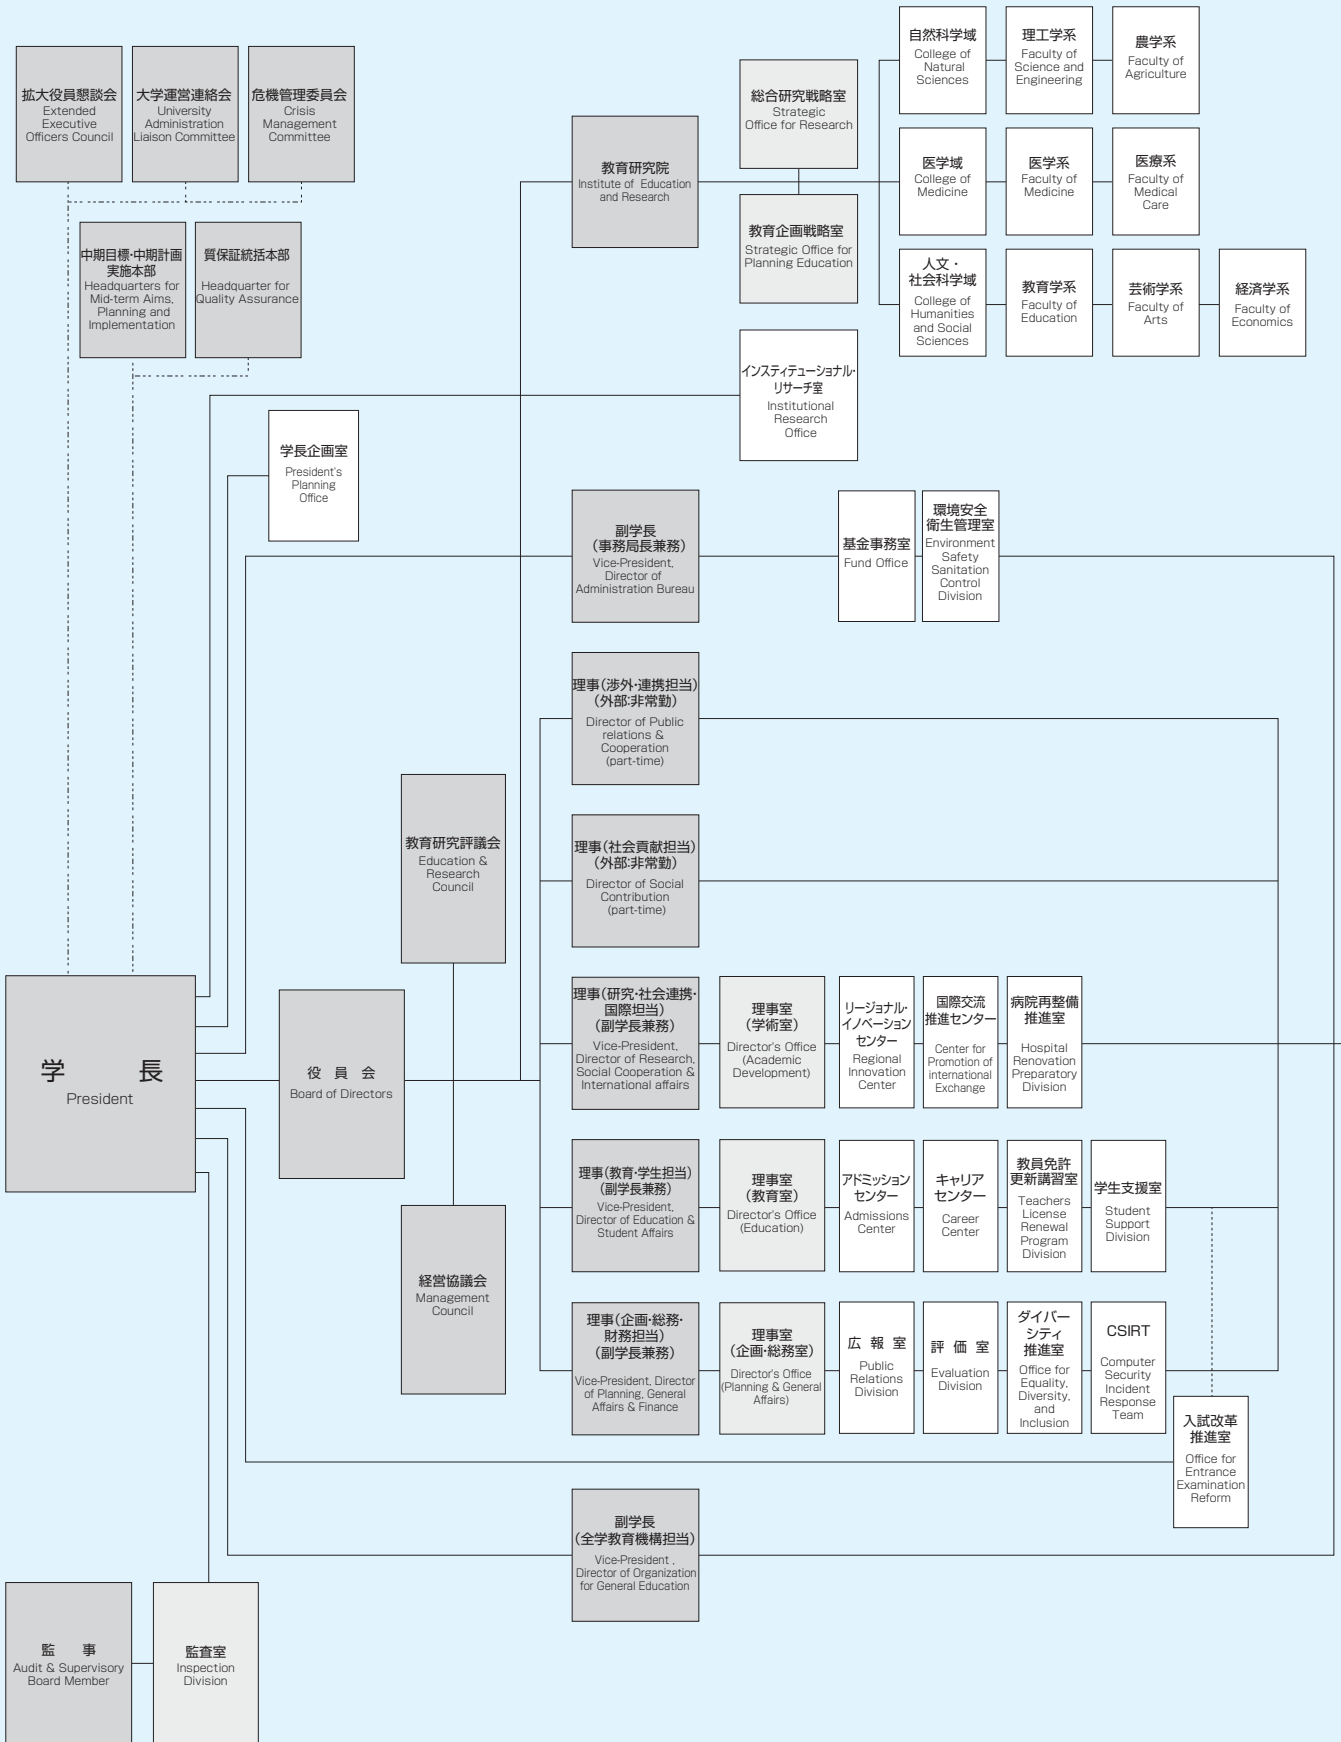 拡大役員懇談会
Extended
Executive
Officers Council
大学運営連絡会
University
Administration
Liaison Committee
危機管理委員会
Crisis
Management
Committee
中期目標・中期計画
実施本部
Headquarters for
Mid-term Aims,
Planning and
Implementation
質保証統括本部
Headquarter for
Quality Assurance
教育研究院
Institute of Education
and Research
総合研究戦略室
Strategic
Office for Research
教育企画戦略室
Strategic Office for
Planning Education
自然科学域
College of
Natural
Sciences
理工学系
Faculty of
Science and
Engineering
農学系
Faculty of
Agriculture
医学域
College of
Medicine
医学系
Faculty of
Medicine
医療系
Faculty of
Medical
Care
人文・
社会科学域
College of
Humanities
and Social
Sciences
教育学系
Faculty of
Education
芸術学系
Faculty of
Arts
経済学系
Faculty of
Economics
インスティテューショナル・
リサーチ室
Institutional
Research
Office
学長企画室
President's
Planning
Office
副学長
（事務局長兼務）
Vice-President,
Director of
Administration Bureau
基金事務室
Fund Office
環境安全
衛生管理室
Environment
Safety
Sanitation
Control
Division
理事（渉外・連携担当）
（外部:非常勤）
Director of Public
relations &
Cooperation
(part-time)
理事（社会貢献担当）
（外部:非常勤）
Director of Social
Contribution
(part-time)
教育研究評議会
Education &
Research
Council
学　長
President
役　員　会
Board of Directors
経営協議会
Management
Council
理事（研究・社会連携・
国際担当）
（副学長兼務）
Vice-President,
Director of Research,
Social Cooperation &
International affairs
理事室
（学術室）
Director's Office
(Academic
Development)
リージョナル・
イノベーション
センター
Regional
Innovation
Center
国際交流
推進センター
Center for
Promotion of
international
Exchange
病院再整備
推進室
Hospital
Renovation
Preparatory
Division
理事（教育・学生担当）
（副学長兼務）
Vice-President,
Director of Education &
Student Affairs
理事室
（教育室）
Director's Office
(Education)
アドミッション
センター
Admissions
Center
キャリア
センター
Career
Center
教員免許
更新講習室
Teachers
License
Renewal
Program
Division
学生支援室
Student
Support
Division
理事（企画・総務・
財務担当）
（副学長兼務）
Vice-President, Director
of Planning, General
Affairs & Finance
理事室
（企画・総務室）
Director's Office
(Planning & General
Affairs)
広　報　室
Public
Relations
Division
評　価　室
Evaluation
Division
ダイバー
シティ
推進室
Office for
Equality,
Diversity,
and
Inclusion
CSIRT
Computer
Security
Incident
Response
Team
入試改革
推進室
Office for
Entrance
Examination
Reform
副学長
（全学教育機構担当）
Vice-President ,
Director of Organization
for General Education
監　事
Audit & Supervisory
Board Member
監査室
Inspection
Division